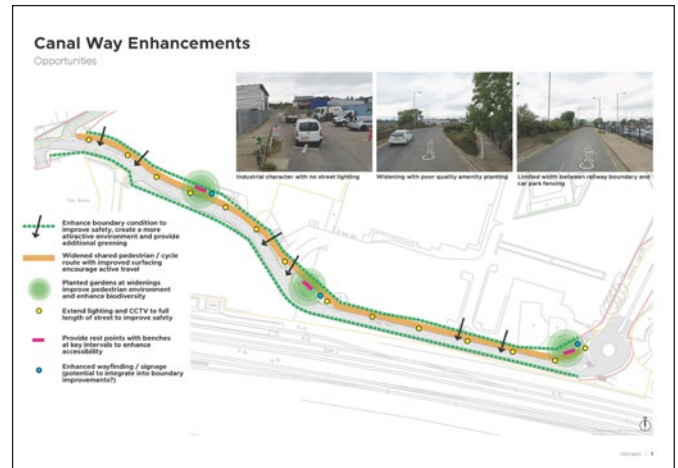 Canal Way Enhancements
Opportunities
Industrial character with no street lighting
Widening with poor quality amenity planting
Limited width between railway boundary and
car park fencing
Enhance boundary condition to
improve safety, create a more
attractive environment and provide
additional greening
Widened shared pedestrian / cycle
route with improved surfacing
encourage active travel
Planted gardens at widenings
improve pedestrian environment
and enhance biodiversity
Extend lighting and CCTV to full
length of street to improve safety
Provide rest points with benches
at key intervals to enhance
accessibility
Enhanced wayfinding / signage
(potential to integrate into boundary
improvements?)